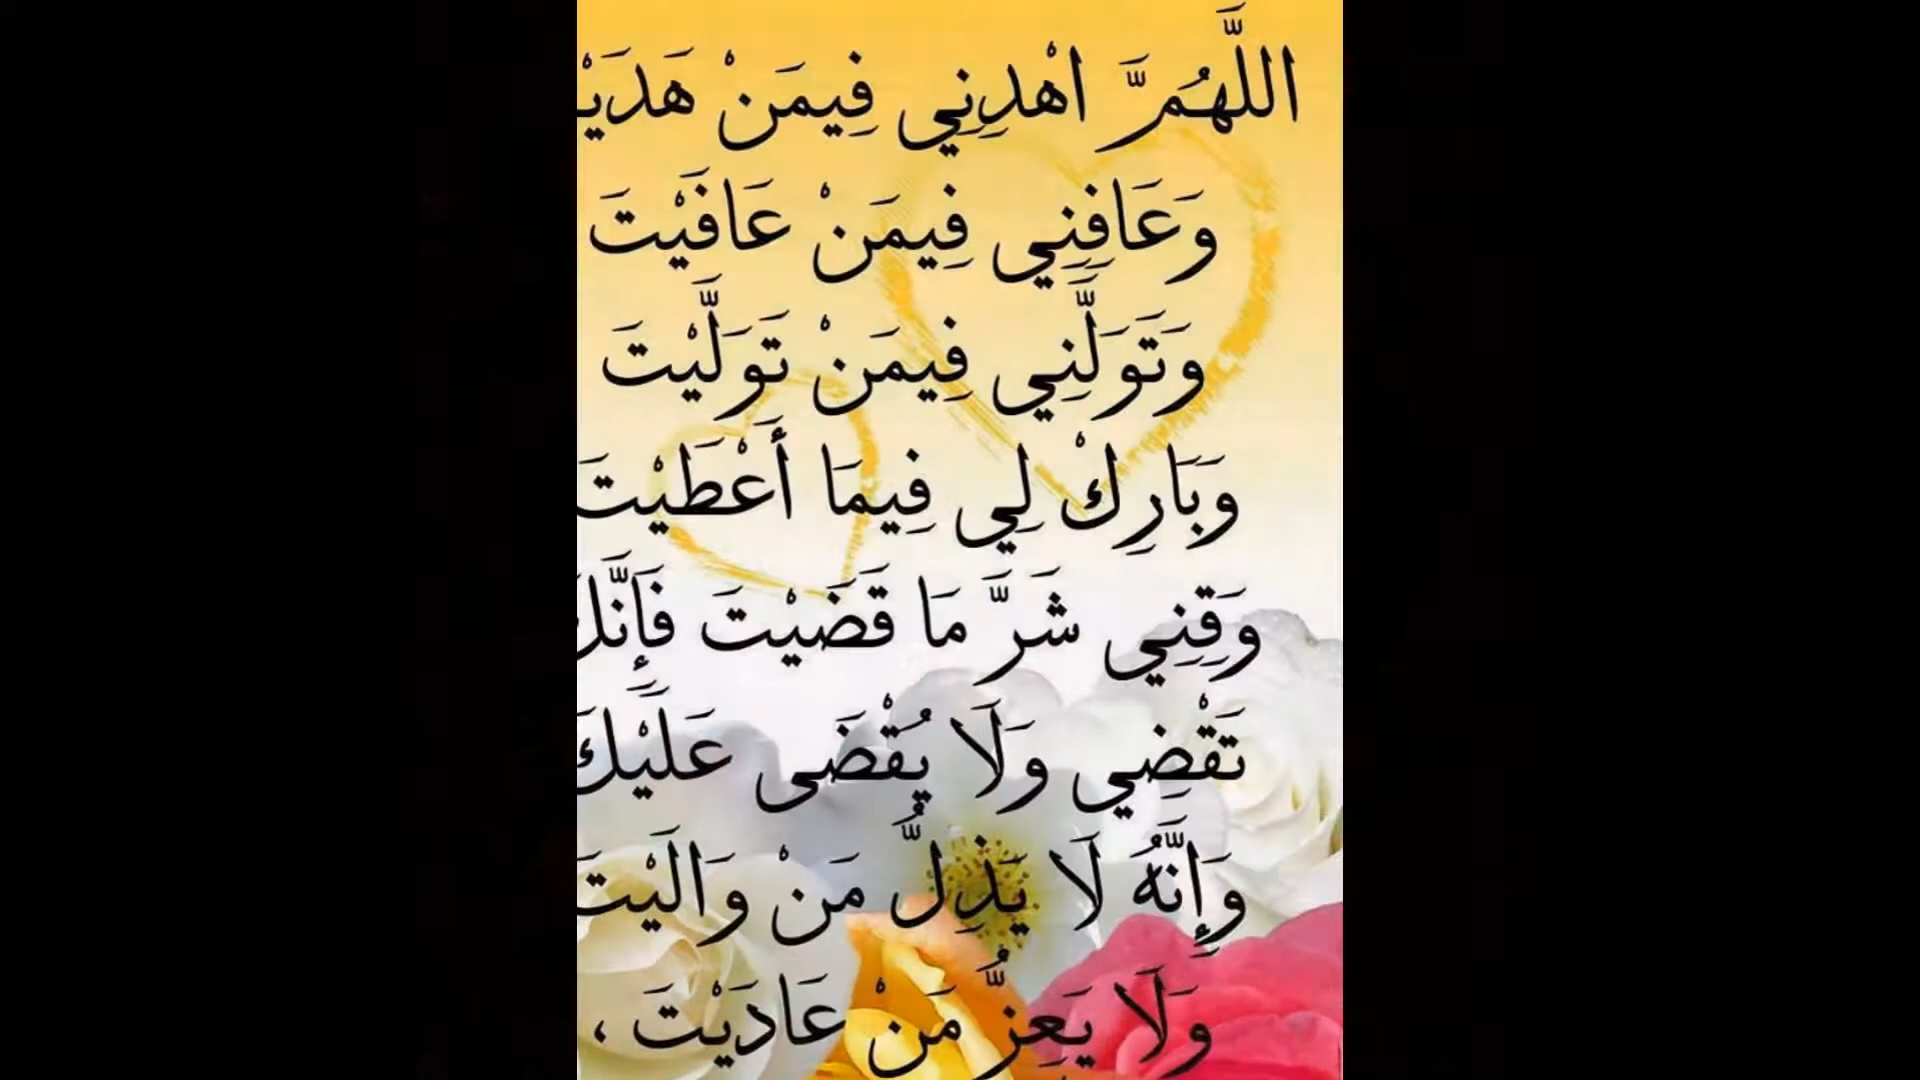 اللَّهُمَّ اهْدِنِي فِيمَنْ هَدَيْ
وَعَافِنِي فِيمَنْ عَافَيْتَ
وَتَوَلَّنِي فِيمَنْ تَوَلَّيْتَ
وَبَارِكْ لِي فِيمَا أَعْطَيْتَ
وَقِنِي شَرَّ مَا قَضَيْتَ فَإِنَّكَ
تَقْضِي وَلَا يُقْضَى عَلَيْكَ
وَإِنَّهُ لَا يَذِلُّ مَنْ وَالَيْتَ
وَلَا يَعِزُّ مَنْ عَادَيْتَ ،